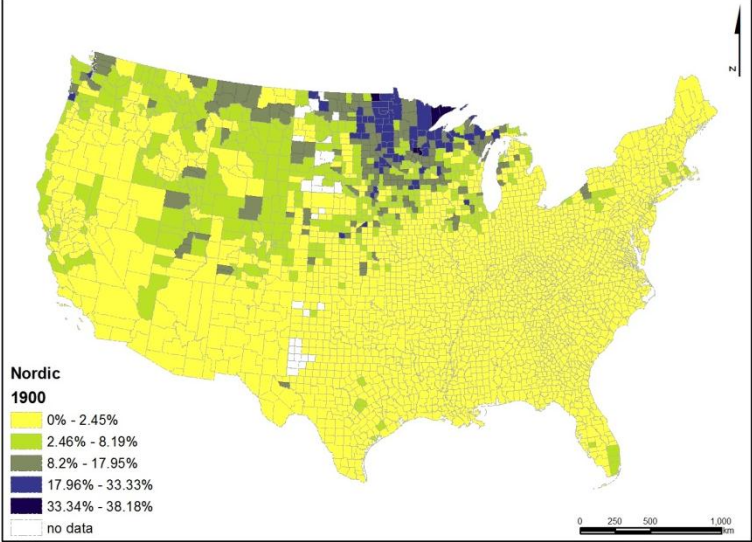 N
Nordic
1900
0% - 2.45%
2.46% - 8.19%
8.2% - 17.95%
17.96% - 33.33%
33.34% - 38.18%
no data
0 250 500 1,000
km